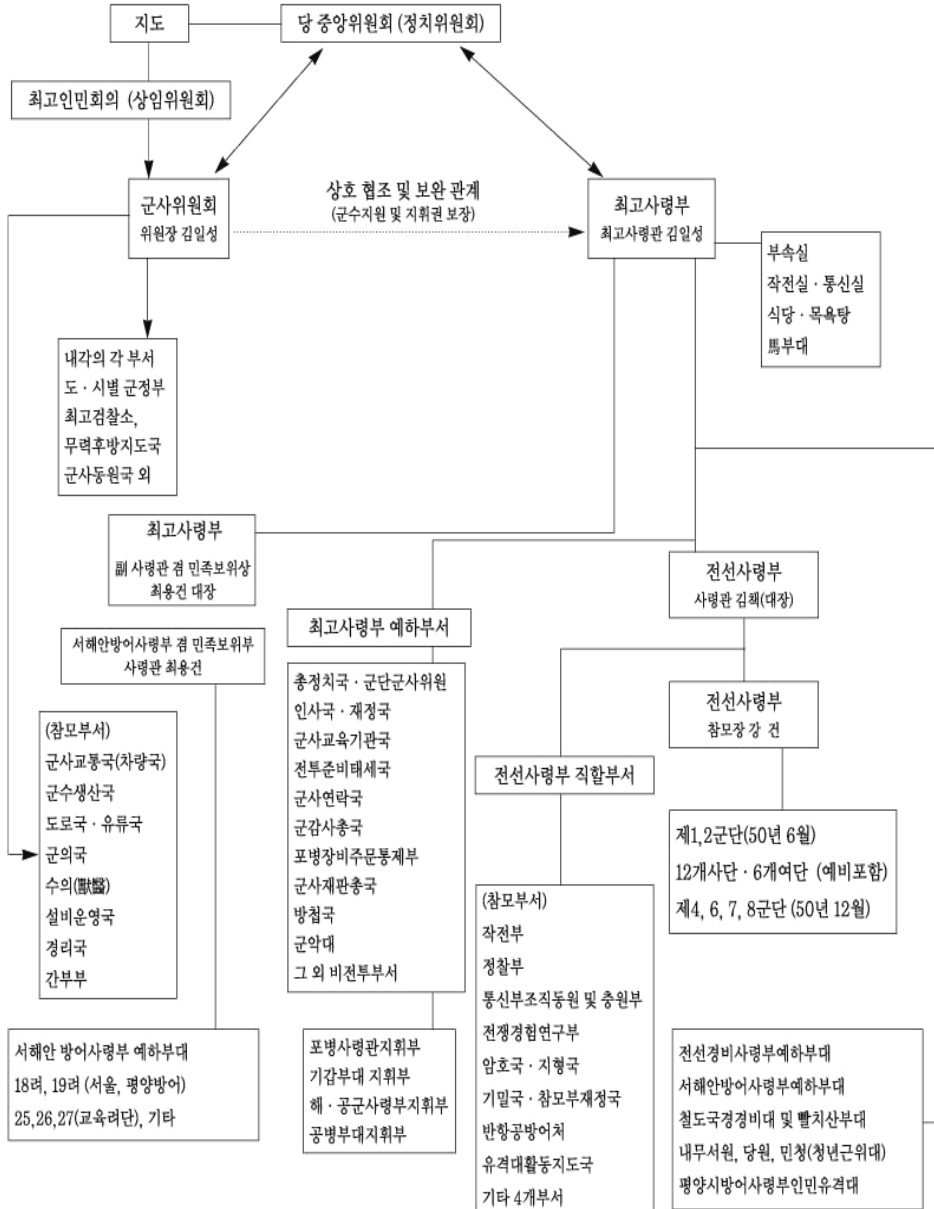 지도
당 중앙위원회 (정치위원회)
최고인민회의 (상임위원회)
군사위원회
위원장 김일성
상호 협조 및 보완 관계
(군수지원 및 지휘권 보장)
최고사령부
최고사령관 김일성
부속실
작전실 · 통신실
식당 · 목욕탕
馬부대
내각의 각 부서
도 · 시별 군정부
최고검찰소,
무력후방지도국
군사동원국 외
최고사령부
副 사령관 겸 민족보위상
최용건 대장
전선사령부
사령관 김책(대장)
최고사령부 예하부서
서해안방어사령부 겸 민족보위부
사령관 최용건
총정치국 · 군단군사위원
인사국 · 재정국
군사교육기관국
전투준비태세국
군사연락국
군감사총국
포병장비주문통제부
군사재판총국
방첩국
군악대
그 외 비전투부서
전선사령부
참모장 강 건
(참모부서)
군사교통국(차량국)
군수생산국
도로국 · 유류국
군의국
수의(獸醫)
설비운영국
경리국
간부부
전선사령부 직할부서
제1,2군단(50년 6월)
12개사단 · 6개여단 (예비포함)
제4, 6, 7, 8군단 (50년 12월)
(참모부서)
작전부
정찰부
통신부조직동원 및 충원부
전쟁경험연구부
암호국 · 지형국
기밀국 · 참모부재정국
반항공방어처
유격대활동지도국
기타 4개부서
서해안 방어사령부 예하부대
18려, 19려 (서울, 평양방어)
25,26,27(교육려단), 기타
포병사령관지휘부
기갑부대 지휘부
해 · 공군사령부지휘부
공병부대지휘부
전선경비사령부예하부대
서해안방어사령부예하부대
철도국경경비대 및 빨치산부대
내무서원, 당원, 민청(청년근위대)
평양시방어사령부인민유격대